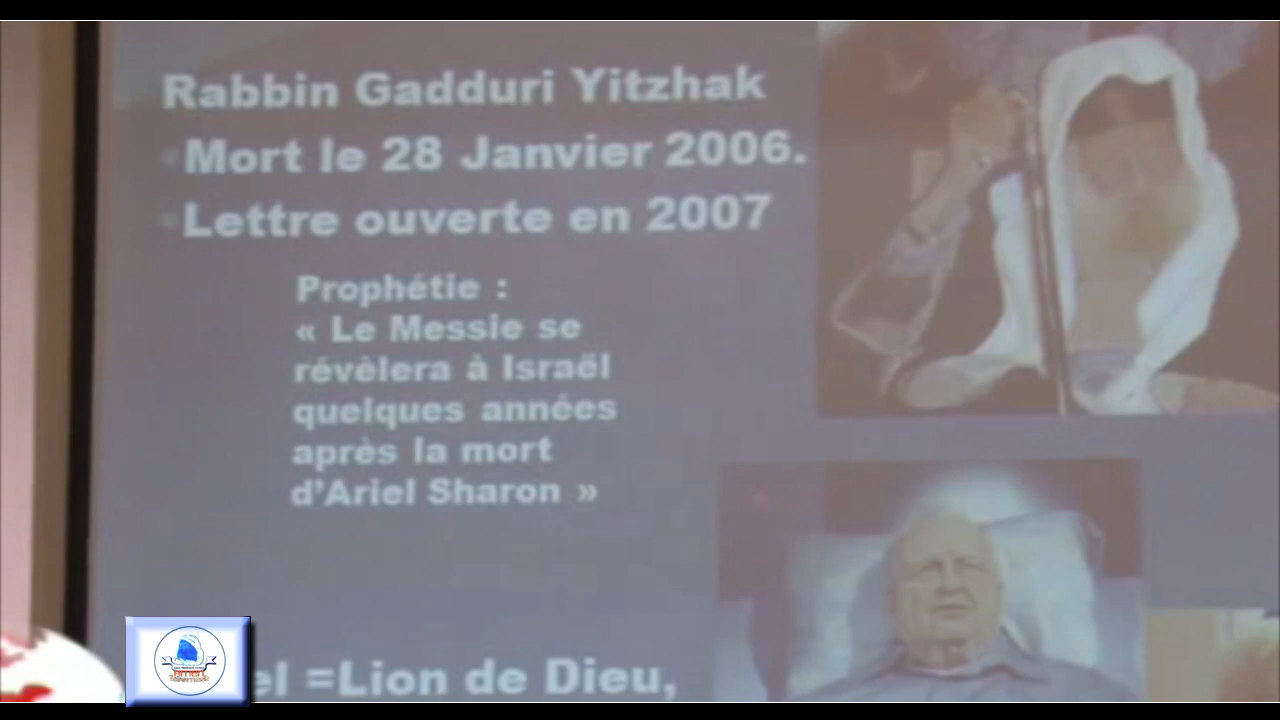 Rabbin Gadduri Yitzhak
Mort le 28 Janvier 2006.
Lettre ouverte en 2007
Prophétie :
« Le Messie se
révèlera à Israël
quelques années
après la mort
d’Ariel Sharon »
el =Lion de Dieu,